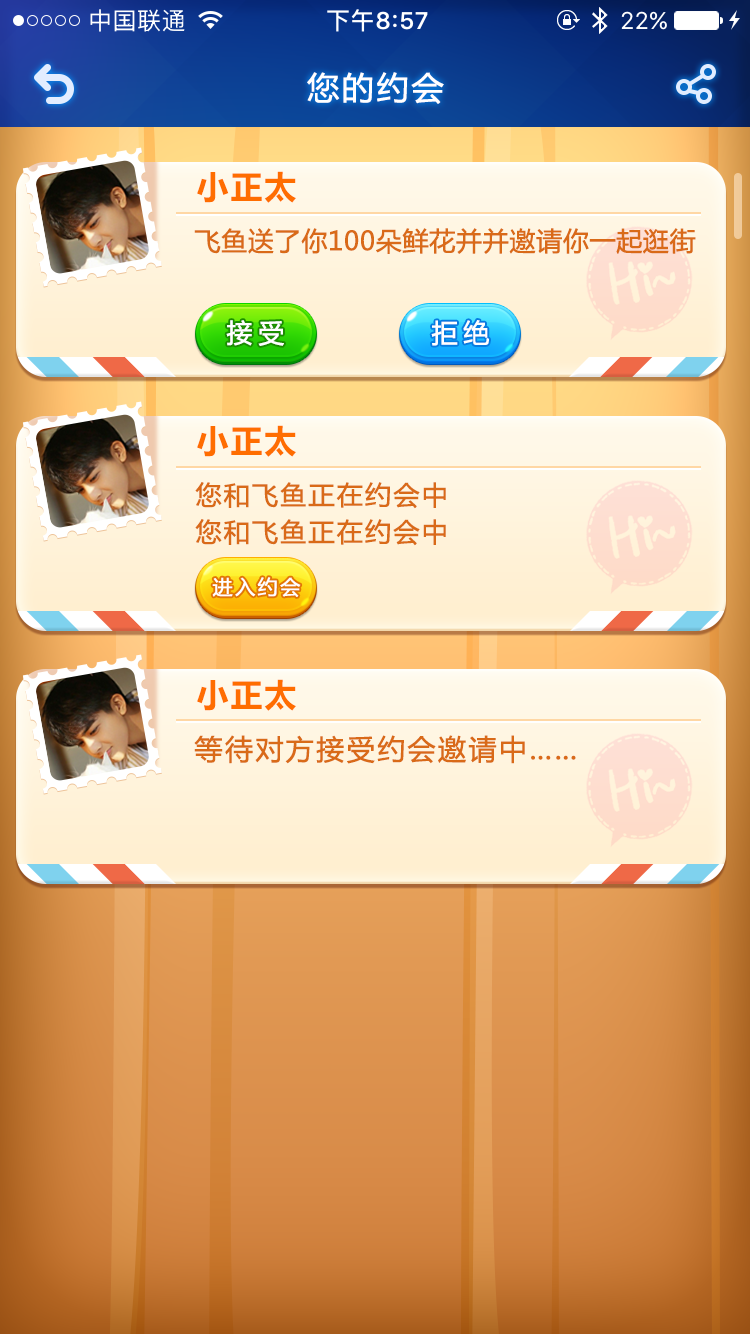 中国联通 下午8:57 22%
您的约会
小正太
飞鱼送了你100朵鲜花并并邀请你一起逛街
Hi~
接受 拒绝
小正太
您和飞鱼正在约会中
您和飞鱼正在约会中
Hi~
进入约会
小正太
等待对方接受约会邀请中……
Hi~